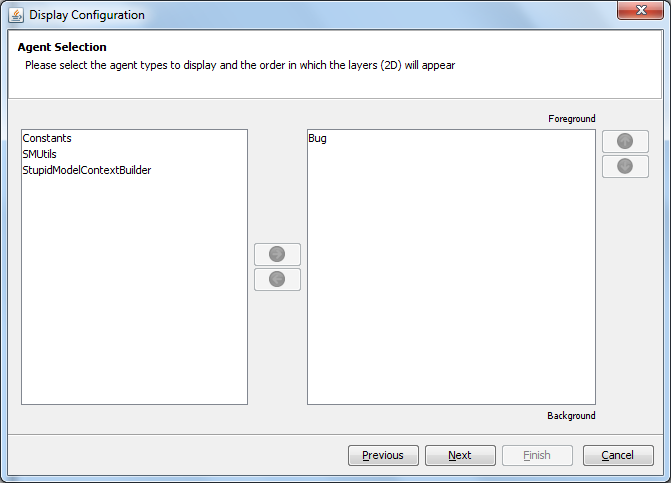 Display Configuration
Agent Selection
Please select the agent types to display and the order in which the layers (2D) will appear
Foreground
Constants
SMUtils
StupidModelContextBuilder
Bug
Background
Previous
Next
Finish
Cancel